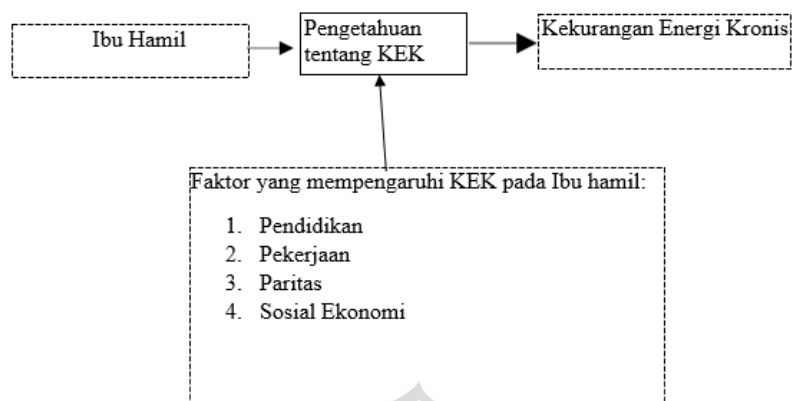 Ibu Hamil
Pengetahuan
tentang KEK
Kekurangan Energi Kronis
Faktor yang mempengaruhi KEK pada Ibu hamil:
1. Pendidikan
2. Pekerjaan
3. Paritas
4. Sosial Ekonomi